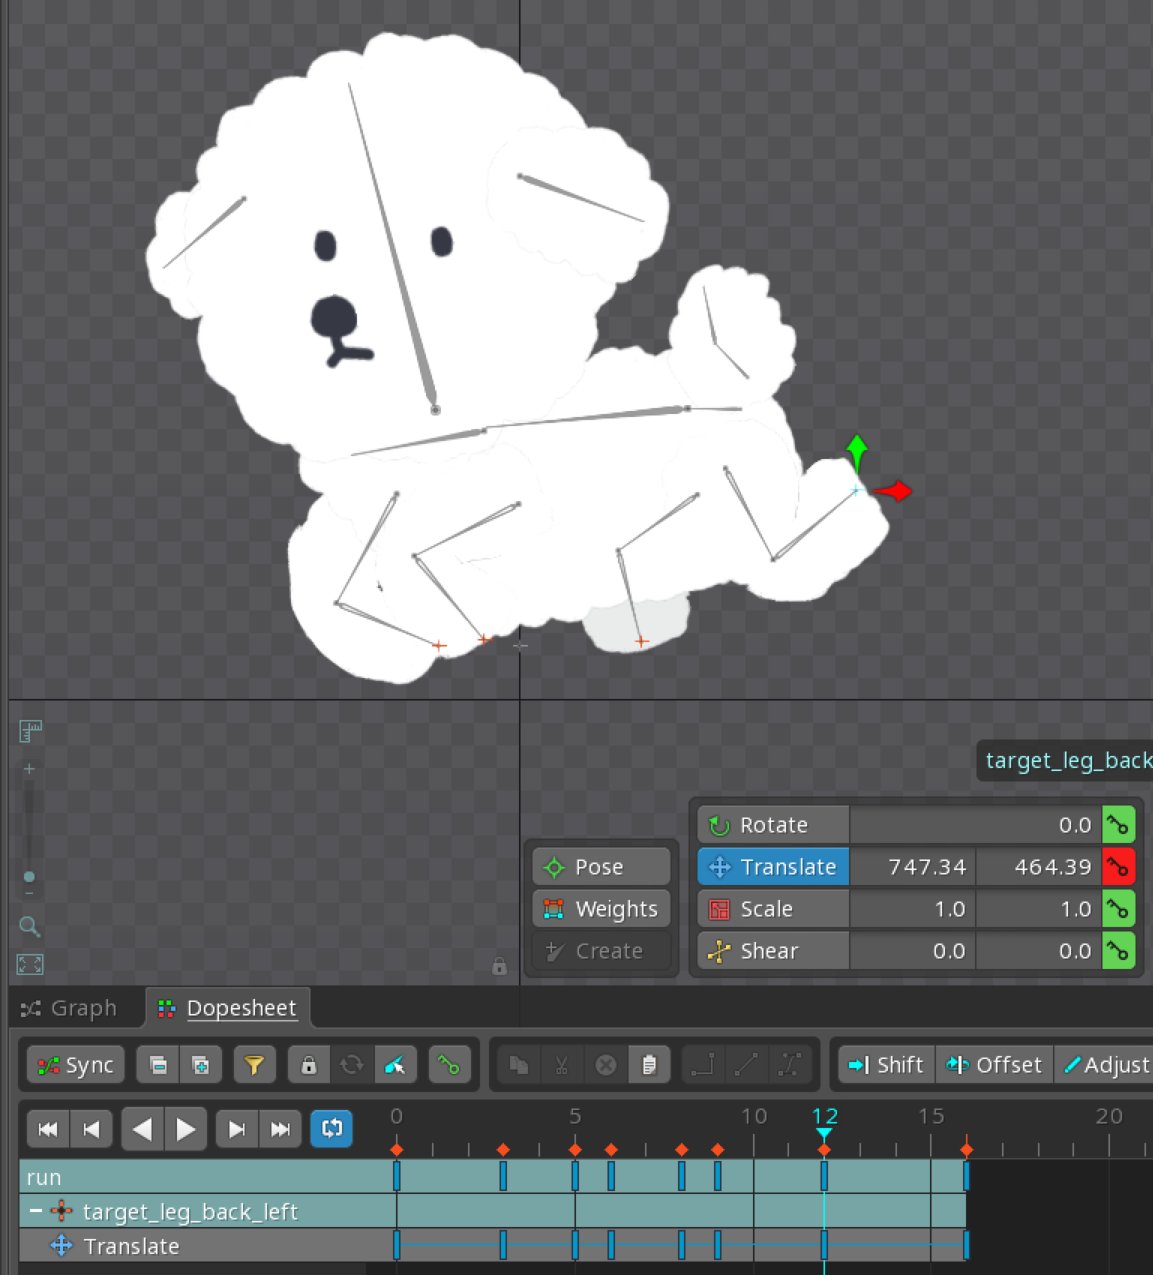 target_leg_back
Rotate 0.0
Pose Translate 747.34 464.39
Weights Scale 1.0 1.0
Create Shear 0.0 0.0
Graph Dopesheet
Sync Shift Offset Adjust
0 5 10 12 15 20
run
target_leg_back_left
Translate